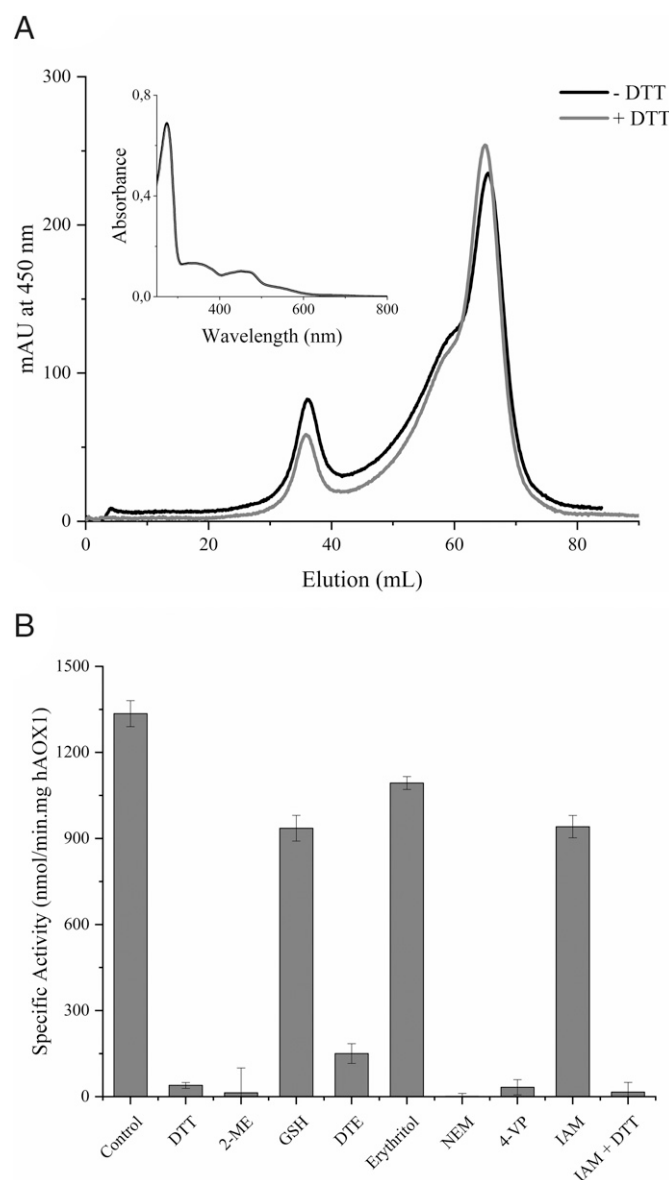 A
300
200
100
0
mAU at 450 nm
0 20 40 60 80
Elution (mL)
- DTT
+ DTT
0,8
0,4
0,0
Absorbance
400 600 800
Wavelength (nm)
B
1500
1200
900
600
300
0
Specific Activity (nmol/min.mg hAOX1)
Control
DTT
2-ME
GSH
DTE
Erythritol
NEM
4-VP
IAM
IAM + DTT